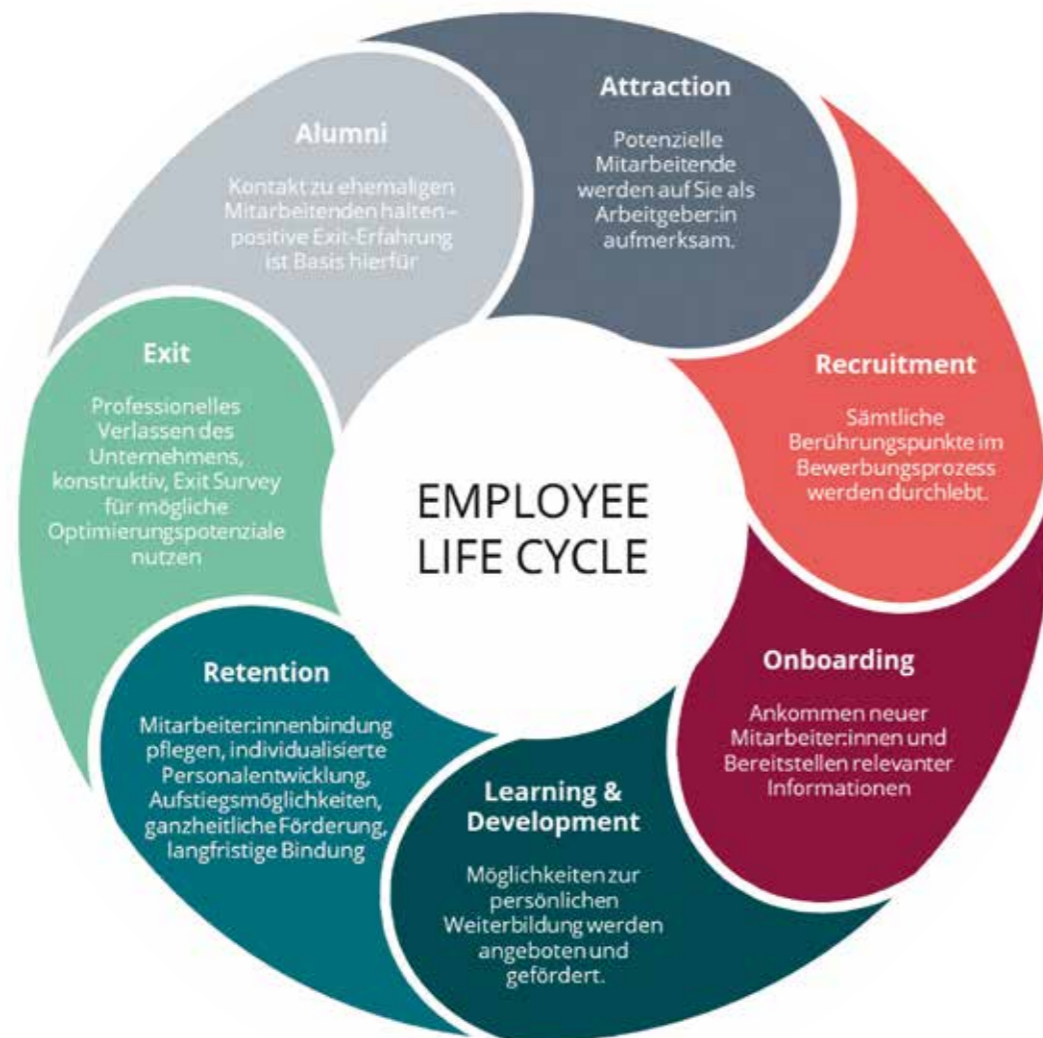 Attraction
Potenzielle
Mitarbeitende
werden auf Sie als
Arbeitgeber:in
aufmerksam.
Recruitment
Sämtliche
Berührungspunkte im
Bewerbungsprozess
werden durchlebt.
Onboarding
Ankommen neuer
Mitarbeiter:innen und
Bereitstellen relevanter
Informationen
Learning &
Development
Möglichkeiten zur
persönlichen
Weiterbildung werden
angeboten und
gefördert.
Retention
Mitarbeiter:innenbindung
pflegen, individualisierte
Personalentwicklung,
Aufstiegsmöglichkeiten,
ganzheitliche Förderung,
langfristige Bindung
Exit
Professionelles
Verlassen des
Unternehmens,
konstruktiv, Exit Survey
für mögliche
Optimierungspotenziale
nutzen
Alumni
Kontakt zu ehemaligen
Mitarbeitenden halten –
positive Exit-Erfahrung
ist Basis hierfür
EMPLOYEE
LIFE CYCLE